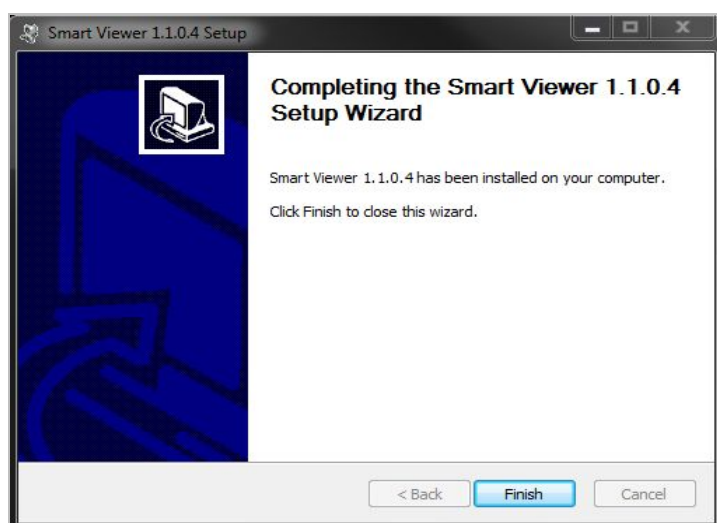 Smart Viewer 1.1.0.4 Setup
Completing the Smart Viewer 1.1.0.4
Setup Wizard
Smart Viewer 1.1.0.4 has been installed on your computer.
Click Finish to close this wizard.
< Back Finish Cancel